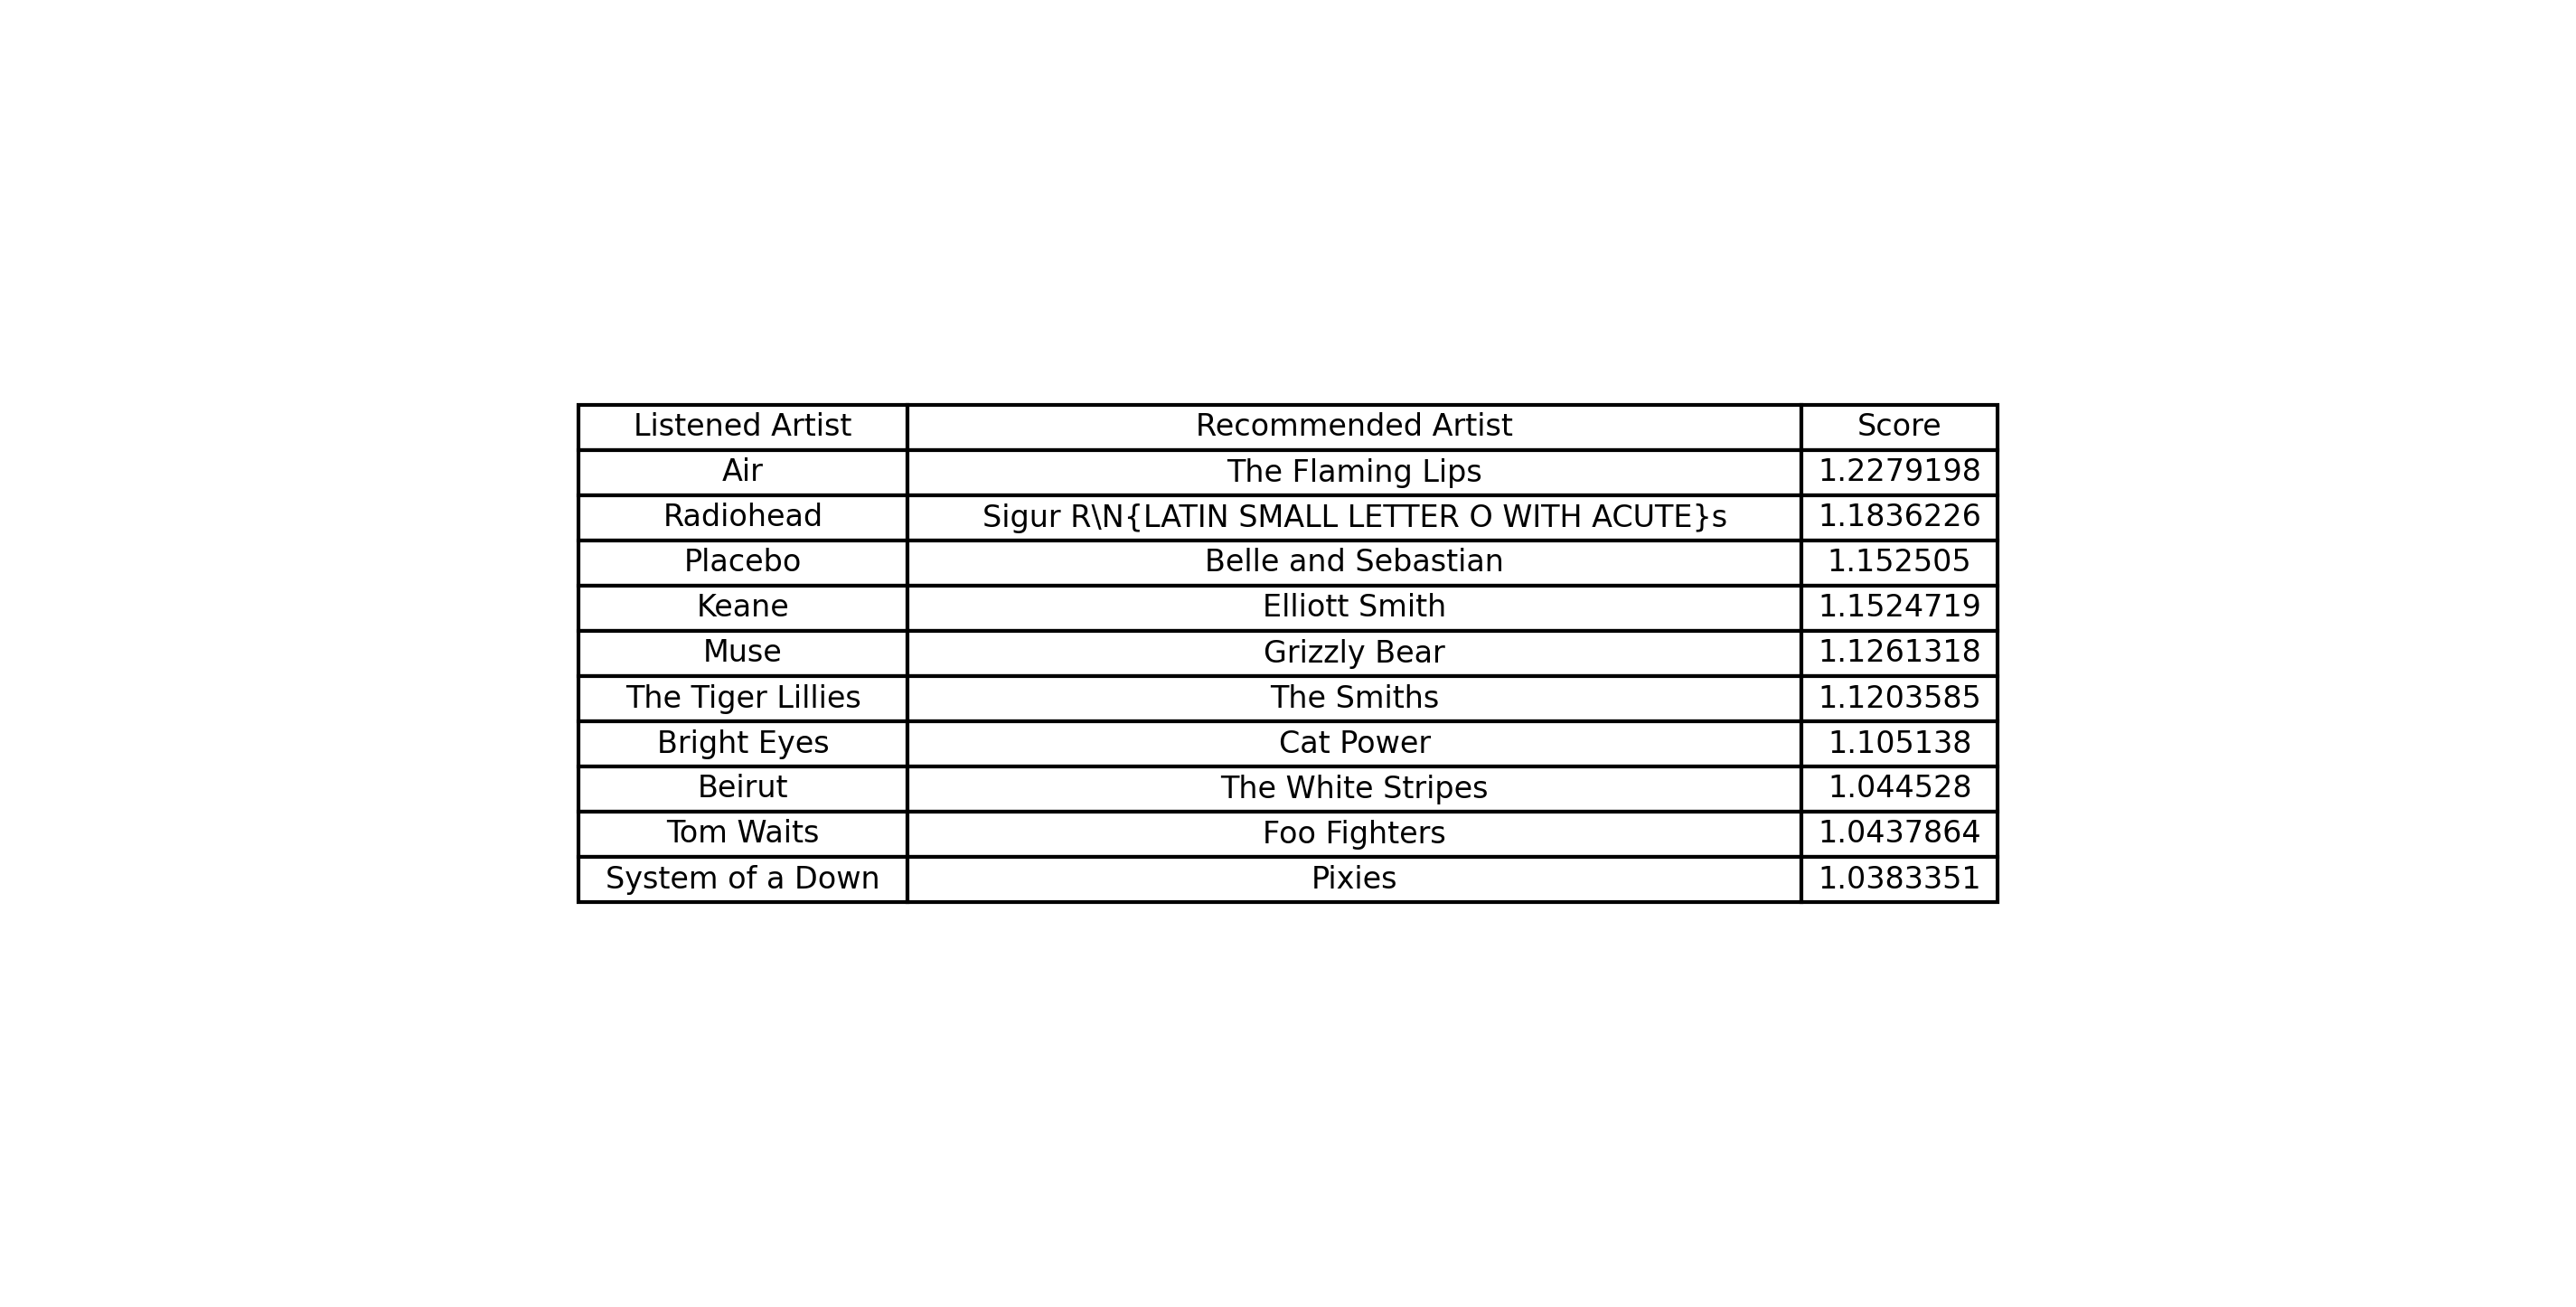 Listened Artist Recommended Artist Score
Air The Flaming Lips 1.2279198
Radiohead Sigur R\N{LATIN SMALL LETTER O WITH ACUTE}s 1.1836226
Placebo Belle and Sebastian 1.152505
Keane Elliott Smith 1.1524719
Muse Grizzly Bear 1.1261318
The Tiger Lillies The Smiths 1.1203585
Bright Eyes Cat Power 1.105138
Beirut The White Stripes 1.044528
Tom Waits Foo Fighters 1.0437864
System of a Down Pixies 1.0383351